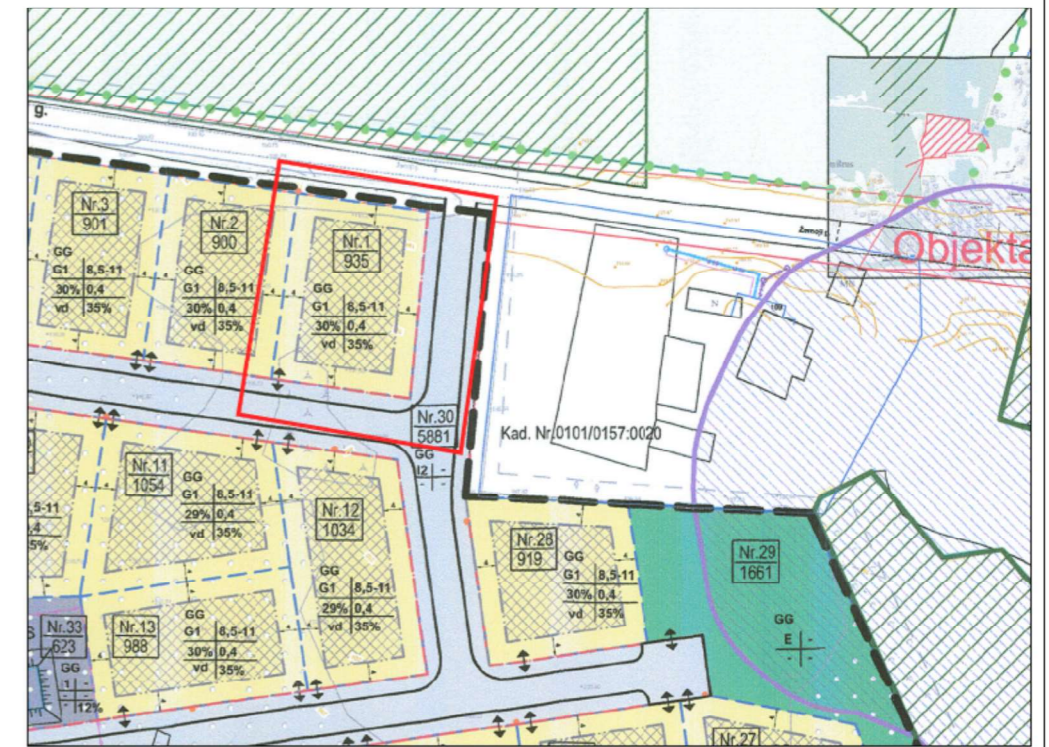 g.
Nr.3
901
GG
G1 8,5-11
30% 0,4
vd 35%
Nr.2
900
GG
G1 8,5-11
30% 0,4
vd 35%
Nr.1
935
GG
G1 8,5-11
30% 0,4
vd 35%
Objekta
N
Kad. Nr.0101/0157:0020
Nr.30
5881
GG
I2 -
- -
Nr.11
1054
GG
G1 8,5-11
29% 0,4
vd 35%
Nr.12
1034
GG
G1 8,5-11
29% 0,4
vd 35%
Nr.28
919
GG
G1 8,5-11
30% 0,4
vd 35%
Nr.29
1661
GG
E -
- -
Nr.33
623
GG
- 12%
Nr.13
988
GG
G1 8,5-11
30% 0,4
vd 35%
Nr.27